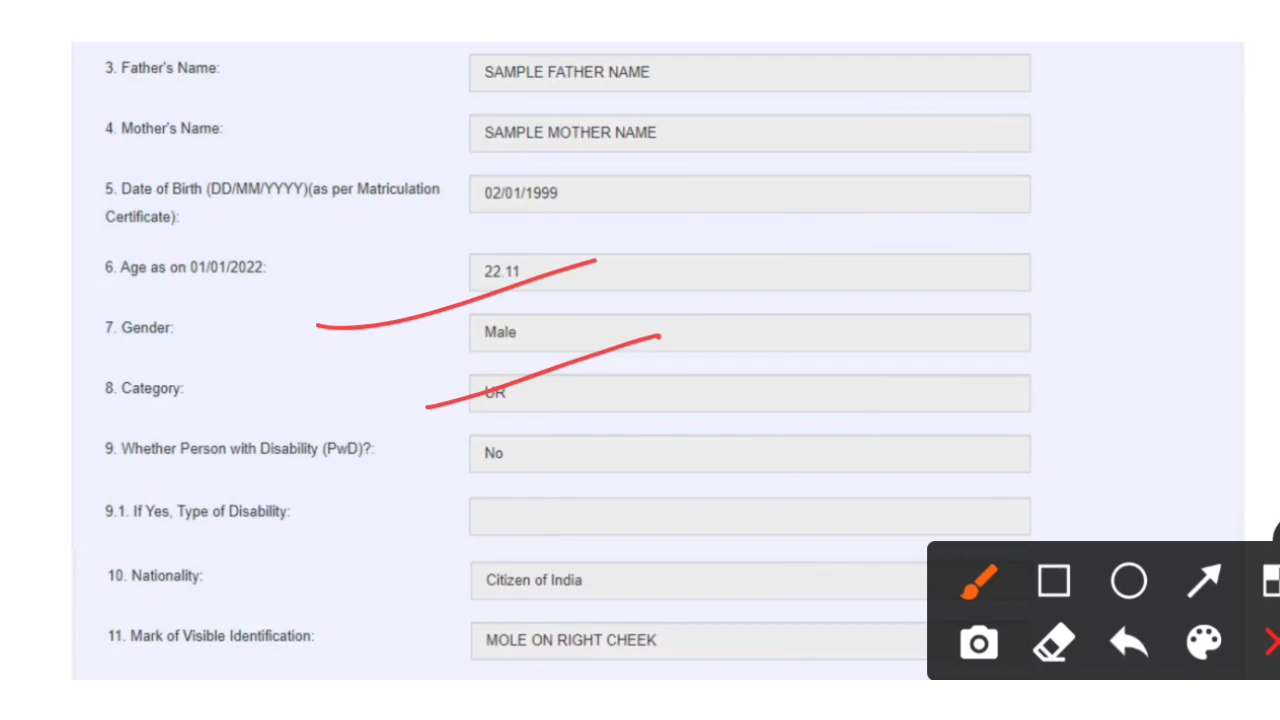 3. Father's Name:
SAMPLE FATHER NAME
4. Mother's Name:
SAMPLE MOTHER NAME
5. Date of Birth (DD/MM/YYYY)(as per Matriculation
Certificate):
02/01/1999
6. Age as on 01/01/2022:
22.11
7. Gender:
Male
8. Category:
UR
9. Whether Person with Disability (PwD)?:
No
9.1. If Yes, Type of Disability:
10. Nationality:
Citizen of India
11. Mark of Visible Identification:
MOLE ON RIGHT CHEEK